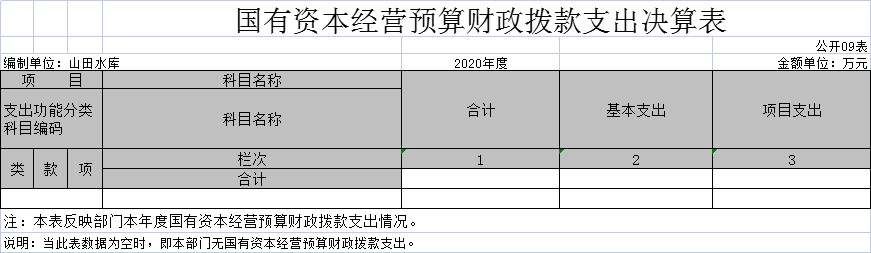 国有资本经营预算财政拨款支出决算表
公开09表
编制单位：山田水库 2020年度 金额单位：万元
项 目 科目名称 合计 基本支出 项目支出
支出功能分类科目编码 科目名称
类 款 项 栏次 1 2 3
合计
注：本表反映部门本年度国有资本经营预算财政拨款支出情况。
说明：当此表数据为空时，即本部门无国有资本经营预算财政拨款支出。